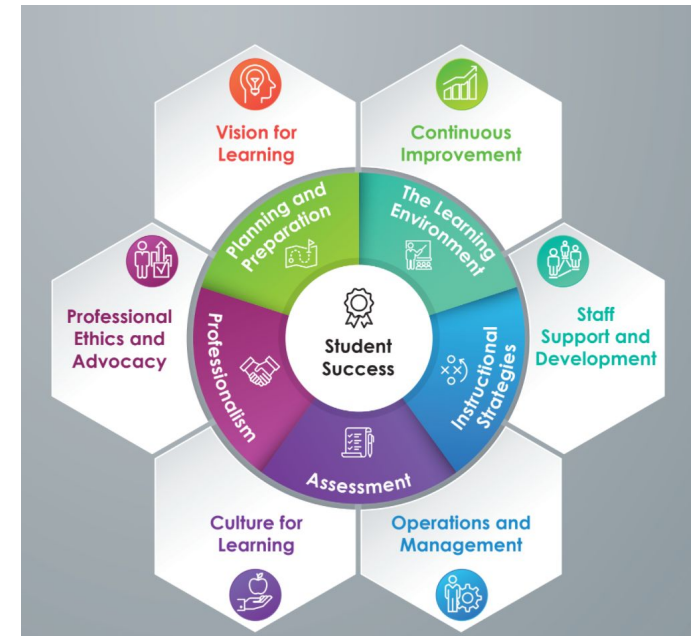 Vision for
Learning
Continuous
Improvement
Planning and
Preparation
The Learning
Environment
Professional
Ethics and
Advocacy
Staff
Support and
Development
Professionalism
Student
Success
Instructional
Strategies
Assessment
Culture for
Learning
Operations and
Management